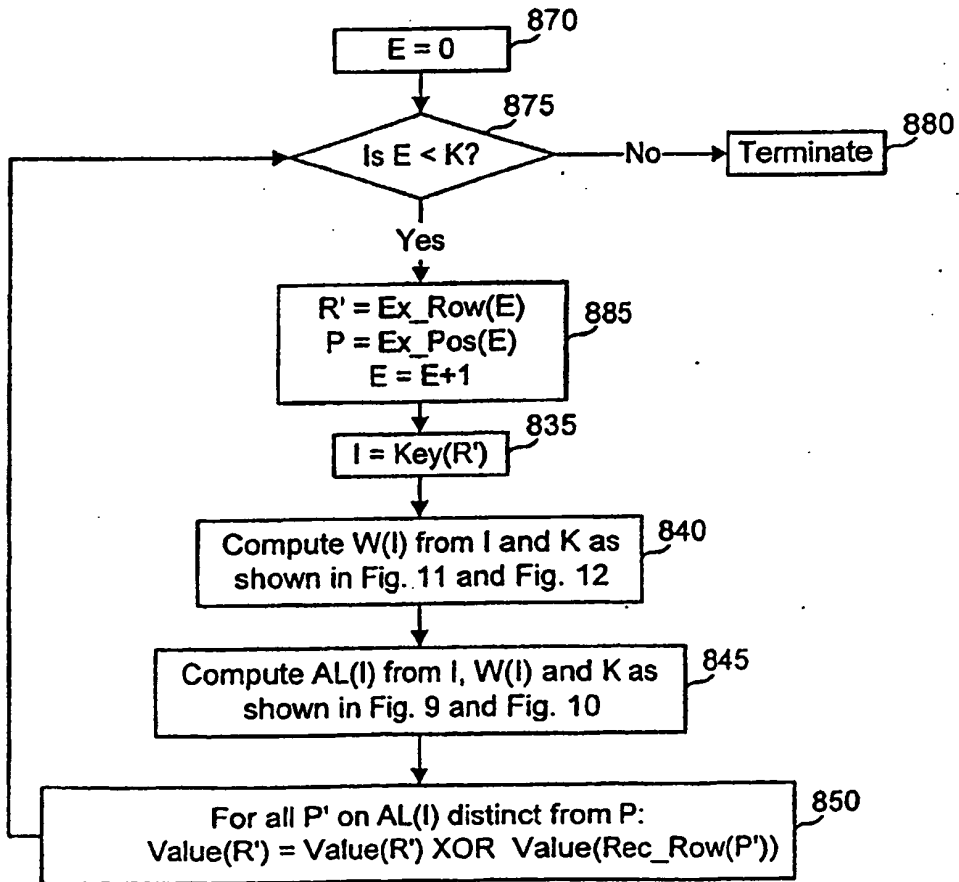 870
E = 0
875
Is E < K?
No
880
Terminate
Yes
R' = Ex_Row(E)
P = Ex_Pos(E)
E = E+1
885
835
I = Key(R')
Compute W(I) from I and K as
shown in Fig. 11 and Fig. 12
840
Compute AL(I) from I, W(I) and K as
shown in Fig. 9 and Fig. 10
845
For all P' on AL(I) distinct from P:
Value(R') = Value(R') XOR Value(Rec_Row(P'))
850